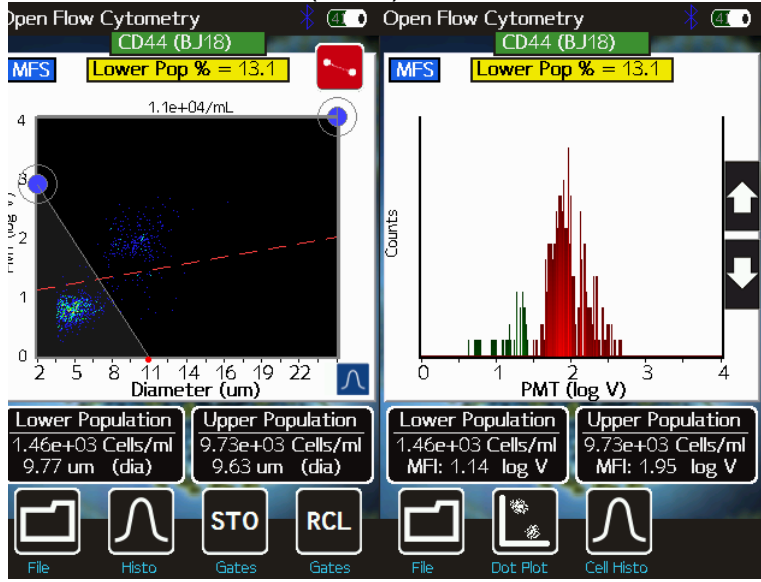 Open Flow Cytometry
CD44 (BJ18)
MFS
Lower Pop % = 13.1
1.1e+04/mL
4
3
2
1
0
PMT (log V)
2 5 8 11 14 16 19 22
Diameter (um)
Lower Population
1.46e+03 Cells/ml
9.77 um (dia)
Upper Population
9.73e+03 Cells/ml
9.63 um (dia)
STO
RCL
File
Histo
Gates
Gates
Open Flow Cytometry
CD44 (BJ18)
MFS
Lower Pop % = 13.1
Counts
0 1 2 3 4
PMT (log V)
Lower Population
1.46e+03 Cells/ml
MFI: 1.14 log V
Upper Population
9.73e+03 Cells/ml
MFI: 1.95 log V
File
Dot Plot
Cell Histo